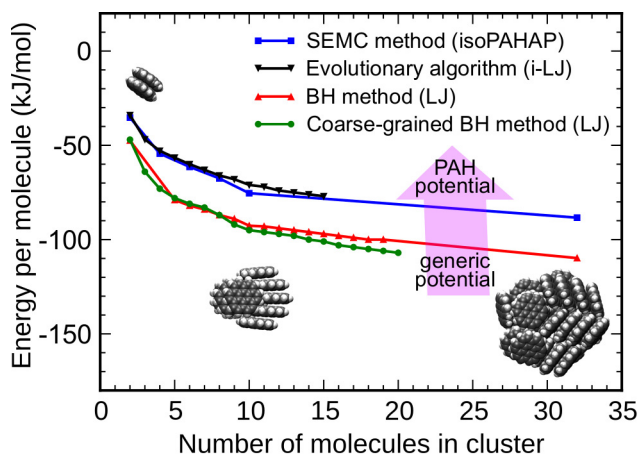 0
-50
-100
-150
Energy per molecule (kJ/mol)
SEMC method (isoPAHAP)
Evolutionary algorithm (i-LJ)
BH method (LJ)
Coarse-grained BH method (LJ)
PAH
potential
generic
potential
0 5 10 15 20 25 30 35
Number of molecules in cluster